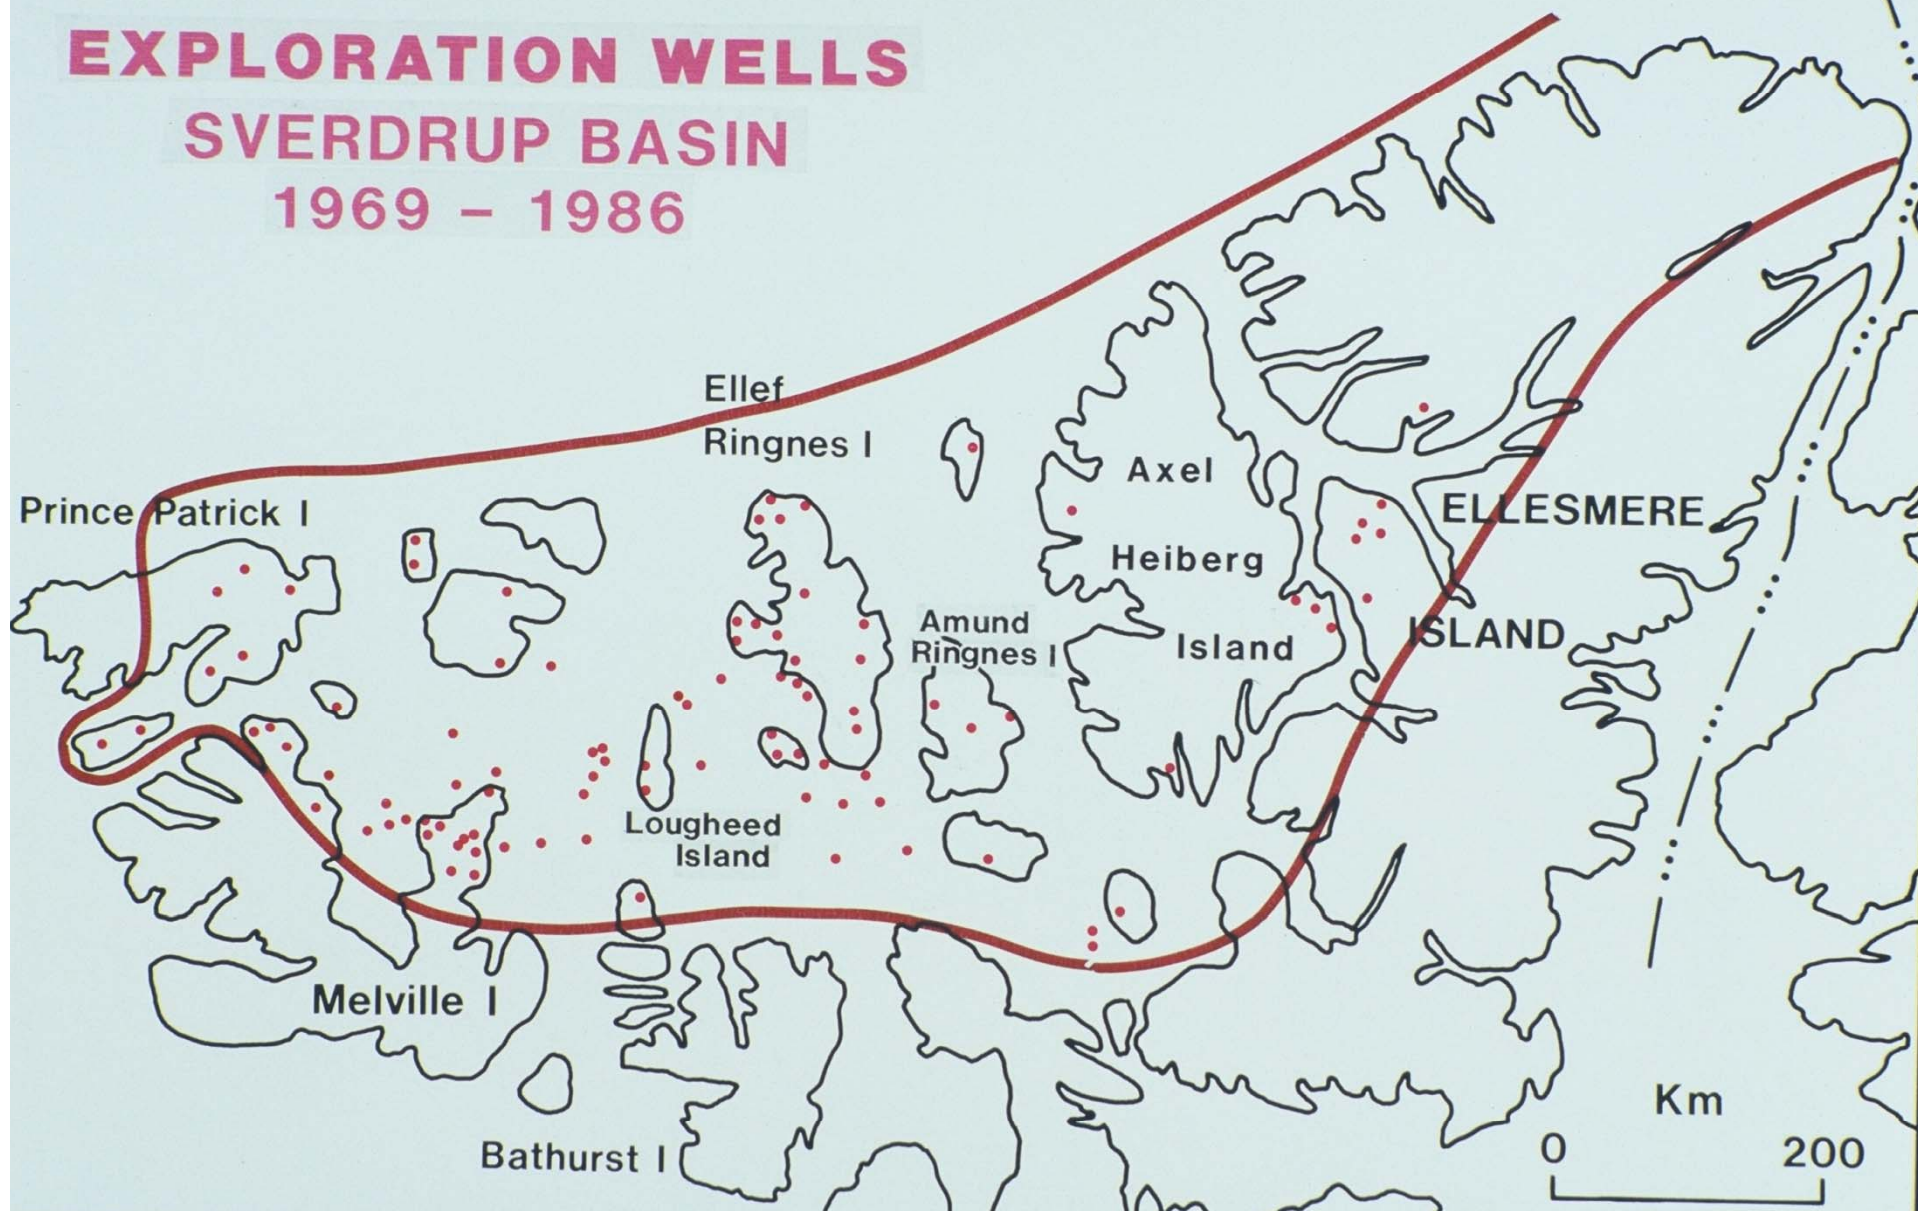 EXPLORATION WELLS
SVERDRUP BASIN
1969 – 1986
Ellef
Ringnes I
Prince Patrick I
Axel
Heiberg
Island
ELLESMERE
ISLAND
Amund
Ringnes I
Lougheed
Island
Melville I
Bathurst I
Km
0 200